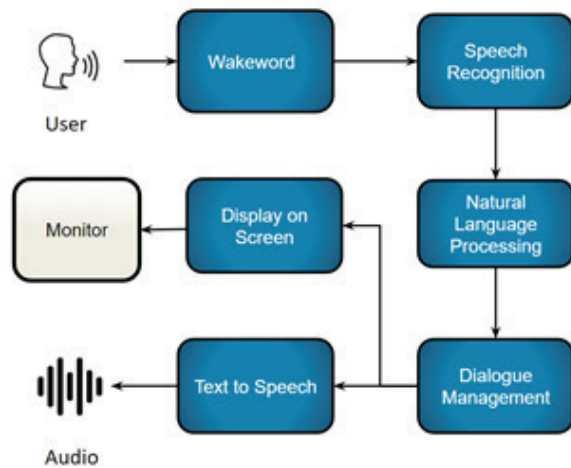 User
Wakeword
Speech
Recognition
Natural
Language
Processing
Dialogue
Management
Display on
Screen
Monitor
Text to Speech
Audio